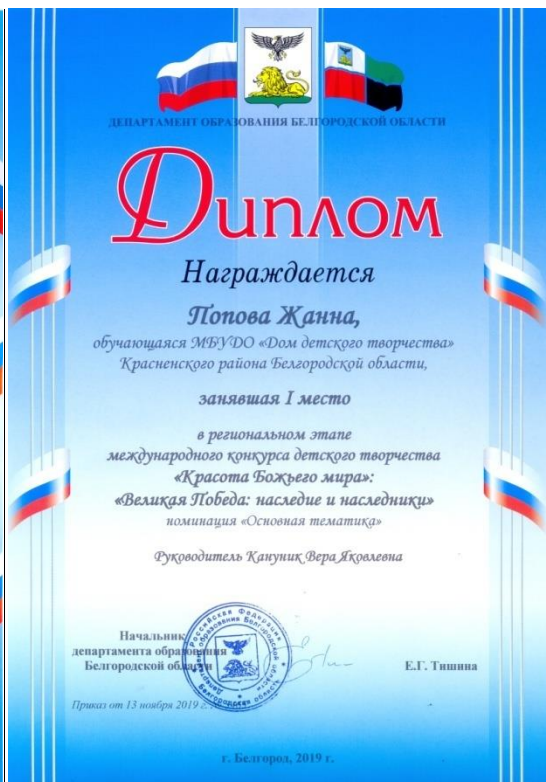 ДЕПАРТАМЕНТ ОБРАЗОВАНИЯ БЕЛГОРОДСКОЙ ОБЛАСТИ
Диплом
Награждается
Попова Жанна,
обучающаяся МБУДО «Дом детского творчества»
Красненского района Белгородской области,
занявшая I место
в региональном этапе
международного конкурса детского творчества
«Красота Божьего мира»:
«Великая Победа: наследие и наследники»
номинация «Основная тематика»
Руководитель Кануник Вера Яковлевна
Начальник
департамента образования
Белгородской области
Е.Г. Тишина
Приказ от 13 ноября 2019 г.
г. Белгород, 2019 г.